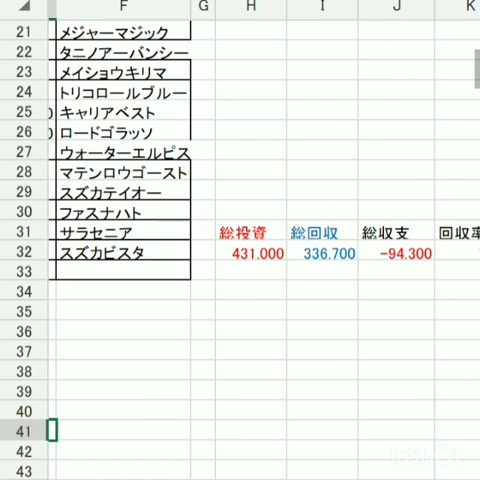 F G H I J K
21 メジャーマジック
22 タニノアーバンシー
23 メイショウキリマ
24 トリコロールブルー
25 キャリアベスト
26 ロードゴラッソ
27 ウォーターエルピス
28 マテンロウゴースト
29 スズカテイオー
30 ファスナハト
31 サラセニア 総投資 総回収 総収支 回収率
32 スズカビスタ 431.000 336.700 -94.300
33
34
35
36
37
38
39
40
41
42
43